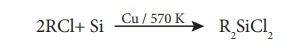 2RCl+ Si Cu / 570 K R₂SiCl₂